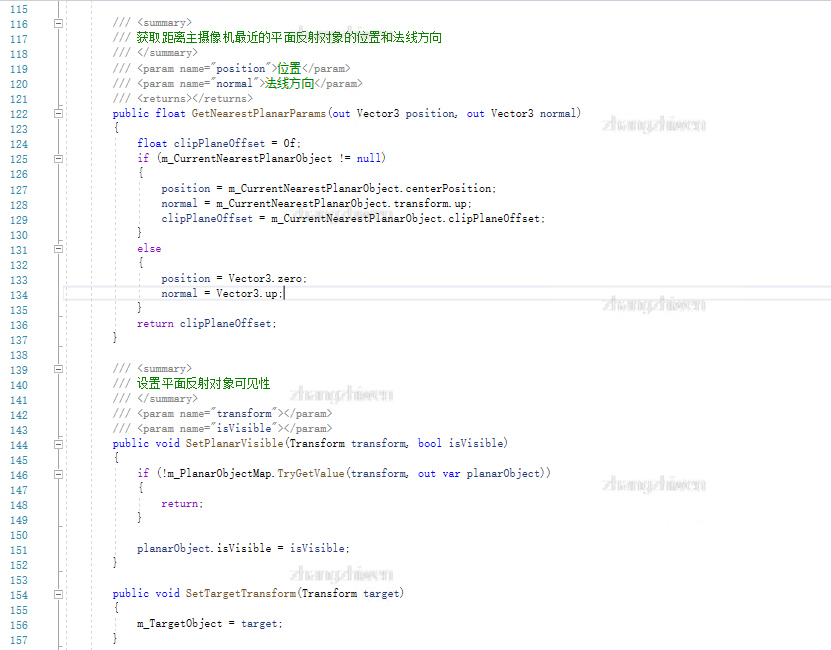 115
116 /// <summary>
117 /// 获取距离主摄像机最近的平面反射对象的位置和法线方向
118 /// </summary>
119 /// <param name="position">位置</param>
120 /// <param name="normal">法线方向</param>
121 /// <returns></returns>
122 public float GetNearestPlanarParams(out Vector3 position, out Vector3 normal)
123 {
124 float clipPlaneOffset = 0f;
125 if (m_CurrentNearestPlanarObject != null)
126 {
127 position = m_CurrentNearestPlanarObject.centerPosition;
128 normal = m_CurrentNearestPlanarObject.transform.up;
129 clipPlaneOffset = m_CurrentNearestPlanarObject.clipPlaneOffset;
130 }
131 else
132 {
133 position = Vector3.zero;
134 normal = Vector3.up;
135 }
136 return clipPlaneOffset;
137 }
138
139 /// <summary>
140 /// 设置平面反射对象可见性
141 /// </summary>
142 /// <param name="transform"></param>
143 /// <param name="isVisible"></param>
144 public void SetPlanarVisible(Transform transform, bool isVisible)
145 {
146 if (!m_PlanarObjectMap.TryGetValue(transform, out var planarObject))
147 {
148 return;
149 }
150
151 planarObject.isVisible = isVisible;
152 }
153
154 public void SetTargetTransform(Transform target)
155 {
156 m_TargetObject = target;
157 }
zhangzhiwen
zhangzhiwen
zhangzhiwen
zhangzhiwen
zhangzhiwen
zhangzhiwen